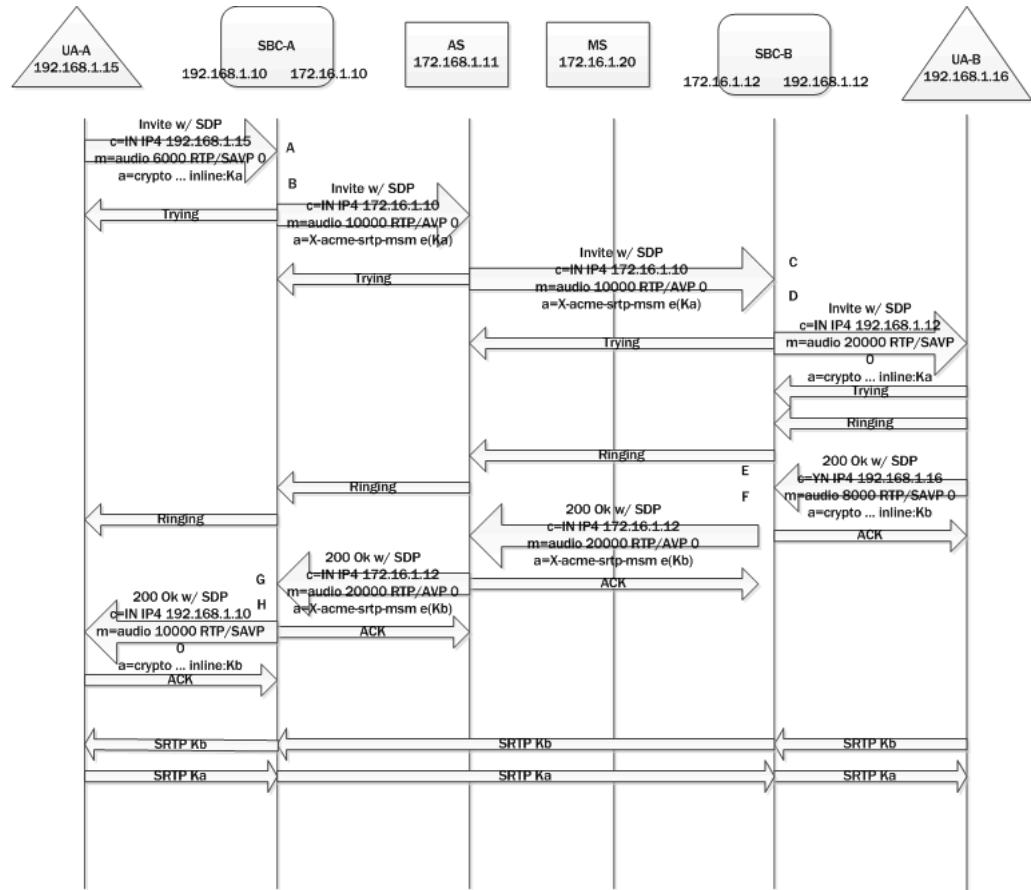 UA-A
192.168.1.15
SBC-A
192.168.1.10 172.16.1.10
AS
172.168.1.11
MS
172.16.1.20
SBC-B
172.16.1.12 192.168.1.12
UA-B
192.168.1.16
Invite w/ SDP
c=IN IP4 192.168.1.15
m=audio 6000 RTP/SAVP 0
a=crypto ... inline:Ka
A
B
Invite w/ SDP
c=IN IP4 172.16.1.10
m=audio 10000 RTP/AVP 0
a=X-acme-srtp-msm e(Ka)
Trying
Invite w/ SDP
c=IN IP4 172.16.1.10
m=audio 10000 RTP/AVP 0
a=X-acme-srtp-msm e(Ka)
C
Trying
D
Invite w/ SDP
c=IN IP4 192.168.1.12
m=audio 20000 RTP/SAVP
0
a=crypto ... inline:Ka
Trying
Trying
Ringing
Ringing
E
200 Ok w/ SDP
c=YN IP4 192.168.1.16
m=audio 8000 RTP/SAVP 0
a=crypto ... inline:Kb
Ringing
F
200 Ok w/ SDP
c=IN IP4 172.16.1.12
m=audio 20000 RTP/AVP 0
a=X-acme-srtp-msm e(Kb)
Ringing
ACK
G
200 Ok w/ SDP
c=IN IP4 172.16.1.12
m=audio 20000 RTP/AVP 0
a=X-acme-srtp-msm e(Kb)
ACK
H
200 Ok w/ SDP
c=IN IP4 192.168.1.10
m=audio 10000 RTP/SAVP
0
a=crypto ... inline:Kb
ACK
ACK
SRTP Kb
SRTP Kb
SRTP Kb
SRTP Ka
SRTP Ka
SRTP Ka